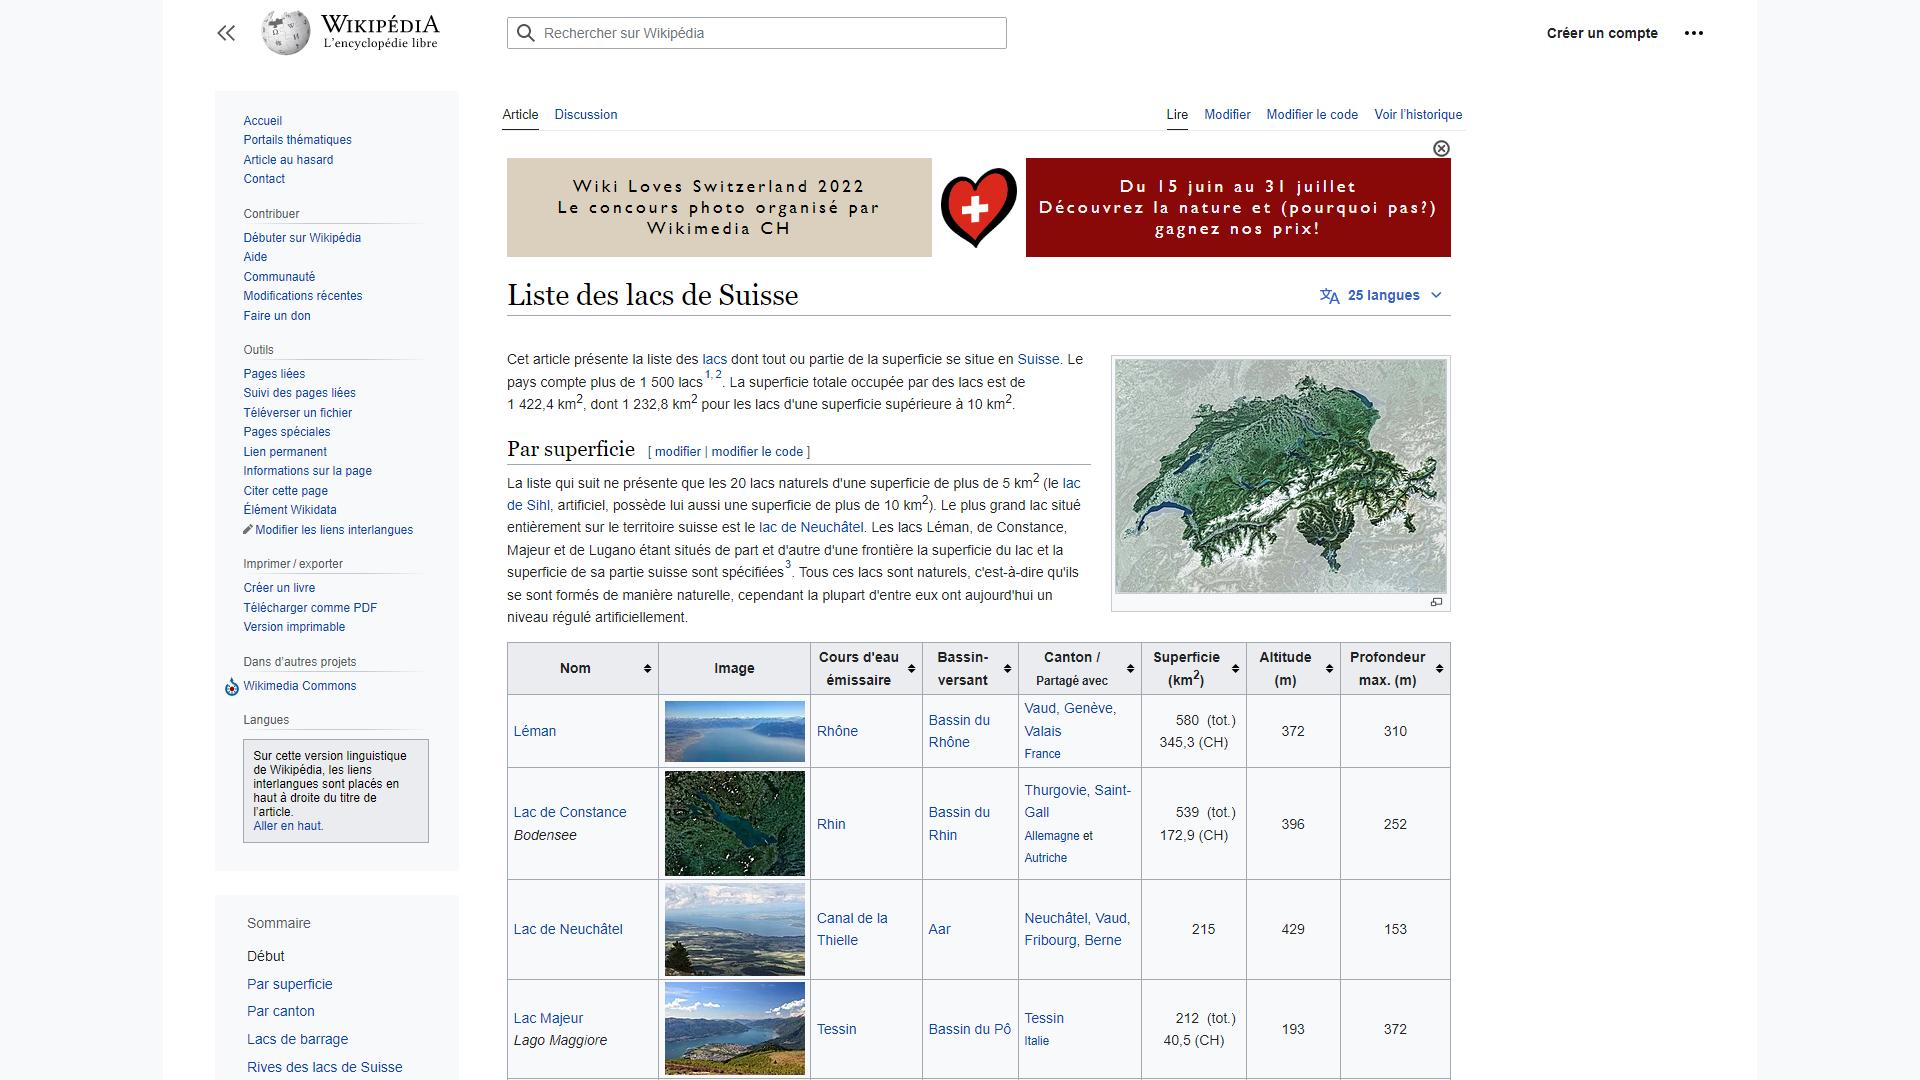 WIKIPÉDIA
L'encyclopédie libre
Rechercher sur Wikipédia
Créer un compte
Accueil
Portails thématiques
Article au hasard
Contact
Contribuer
Débuter sur Wikipédia
Aide
Communauté
Modifications récentes
Faire un don
Outils
Pages liées
Suivi des pages liées
Téléverser un fichier
Pages spéciales
Lien permanent
Informations sur la page
Citer cette page
Élément Wikidata
Modifier les liens interlangues
Imprimer / exporter
Créer un livre
Télécharger comme PDF
Version imprimable
Dans d'autres projets
Wikimedia Commons
Langues
Sur cette version linguistique
de Wikipédia, les liens
interlangues sont placés en
haut à droite du titre de
l'article.
Aller en haut.
Sommaire
Début
Par superficie
Par canton
Lacs de barrage
Rives des lacs de Suisse
Article Discussion Lire Modifier Modifier le code Voir l'historique
Wiki Loves Switzerland 2022
Le concours photo organisé par
Wikimedia CH
Du 15 juin au 31 juillet
Découvrez la nature et (pourquoi pas?)
gagnez nos prix!
Liste des lacs de Suisse
25 langues
Cet article présente la liste des lacs dont tout ou partie de la superficie se situe en Suisse. Le
pays compte plus de 1 500 lacs1, 2. La superficie totale occupée par des lacs est de
1 422,4 km2, dont 1 232,8 km2 pour les lacs d'une superficie supérieure à 10 km2.
Par superficie [ modifier | modifier le code ]
La liste qui suit ne présente que les 20 lacs naturels d'une superficie de plus de 5 km2 (le lac
de Sihl, artificiel, possède lui aussi une superficie de plus de 10 km2). Le plus grand lac situé
entièrement sur le territoire suisse est le lac de Neuchâtel. Les lacs Léman, de Constance,
Majeur et de Lugano étant situés de part et d'autre d'une frontière la superficie du lac et la
superficie de sa partie suisse sont spécifiées3. Tous ces lacs sont naturels, c'est-à-dire qu'ils
se sont formés de manière naturelle, cependant la plupart d'entre eux ont aujourd'hui un
niveau régulé artificiellement.
Nom
Image
Cours d'eau
émissaire
Bassin-
versant
Canton /
Partagé avec
Superficie
(km2)
Altitude
(m)
Profondeur
max. (m)
Léman
Rhône
Bassin du
Rhône
Vaud, Genève,
Valais
France
580 (tot.)
345,3 (CH)
372
310
Lac de Constance
Bodensee
Rhin
Bassin du
Rhin
Thurgovie, Saint-
Gall
Allemagne et
Autriche
539 (tot.)
172,9 (CH)
396
252
Lac de Neuchâtel
Canal de la
Thielle
Aar
Neuchâtel, Vaud,
Fribourg, Berne
215
429
153
Lac Majeur
Lago Maggiore
Tessin
Bassin du Pô
Tessin
Italie
212 (tot.)
40,5 (CH)
193
372